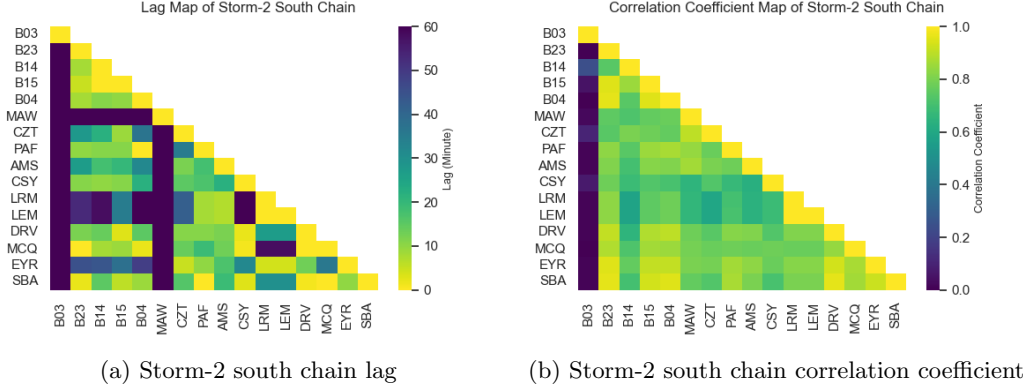 Lag Map of Storm-2 South Chain
B03
B23
B14
B15
B04
MAW
CZT
PAF
AMS
CSY
LRM
LEM
DRV
MCQ
EYR
SBA
B03 B23 B14 B15 B04 MAW CZT PAF AMS CSY LRM LEM DRV MCQ EYR SBA
60
50
40
30
20
10
0
Lag (Minute)
(a) Storm-2 south chain lag
Correlation Coefficient Map of Storm-2 South Chain
B03
B23
B14
B15
B04
MAW
CZT
PAF
AMS
CSY
LRM
LEM
DRV
MCQ
EYR
SBA
B03 B23 B14 B15 B04 MAW CZT PAF AMS CSY LRM LEM DRV MCQ EYR SBA
1.0
0.8
0.6
0.4
0.2
0.0
Correlation Coefficient
(b) Storm-2 south chain correlation coefficient